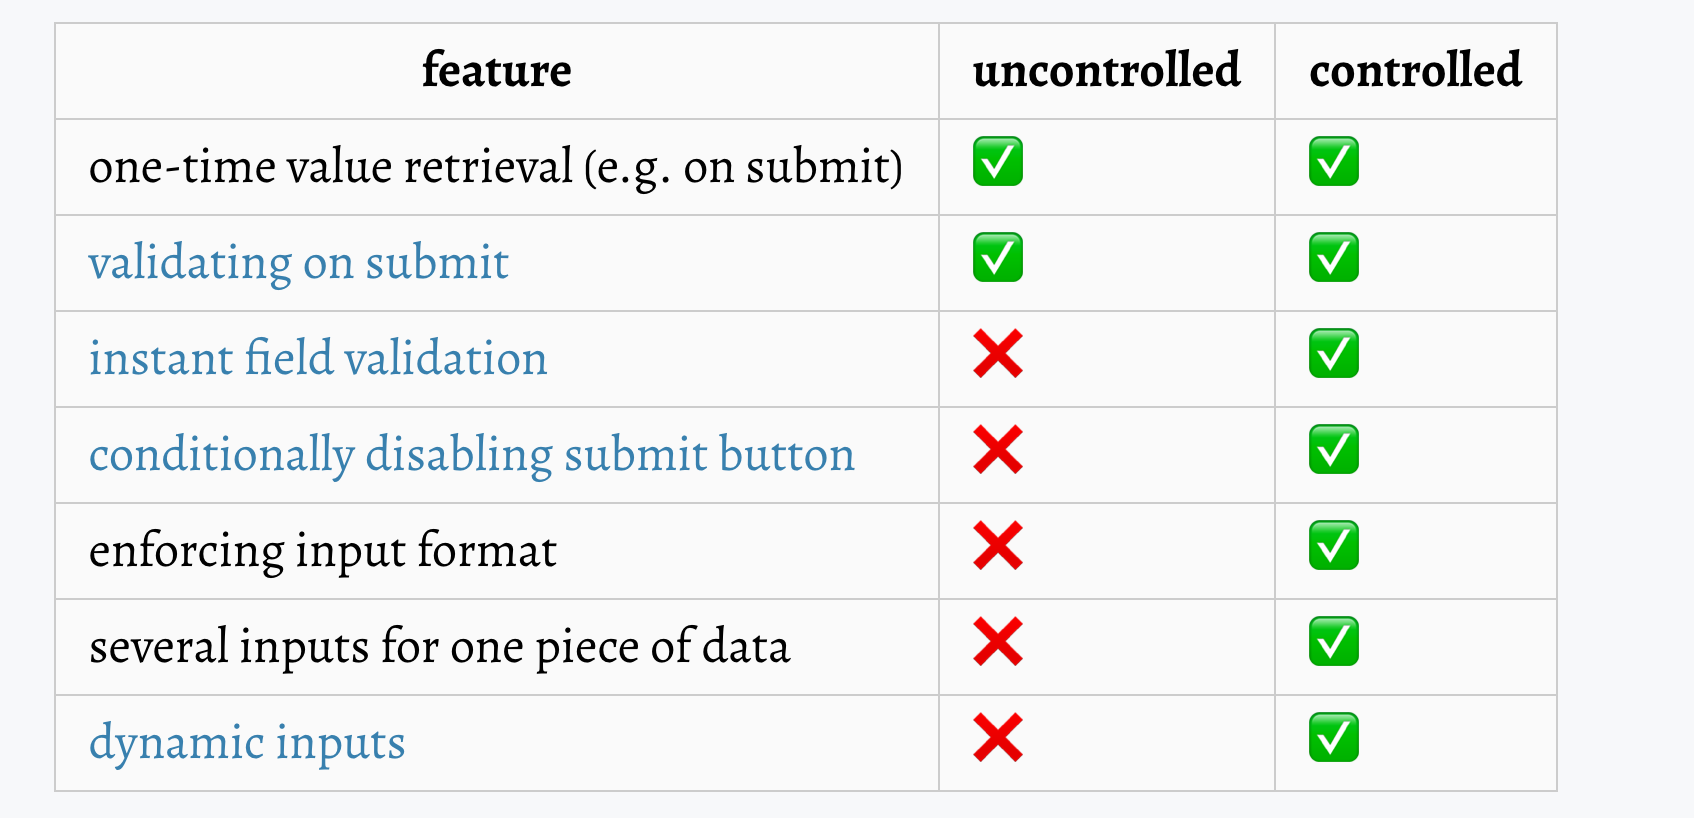 feature uncontrolled controlled
one-time value retrieval (e.g. on submit) ✅ ✅
validating on submit ✅ ✅
instant field validation ❌ ✅
conditionally disabling submit button ❌ ✅
enforcing input format ❌ ✅
several inputs for one piece of data ❌ ✅
dynamic inputs ❌ ✅